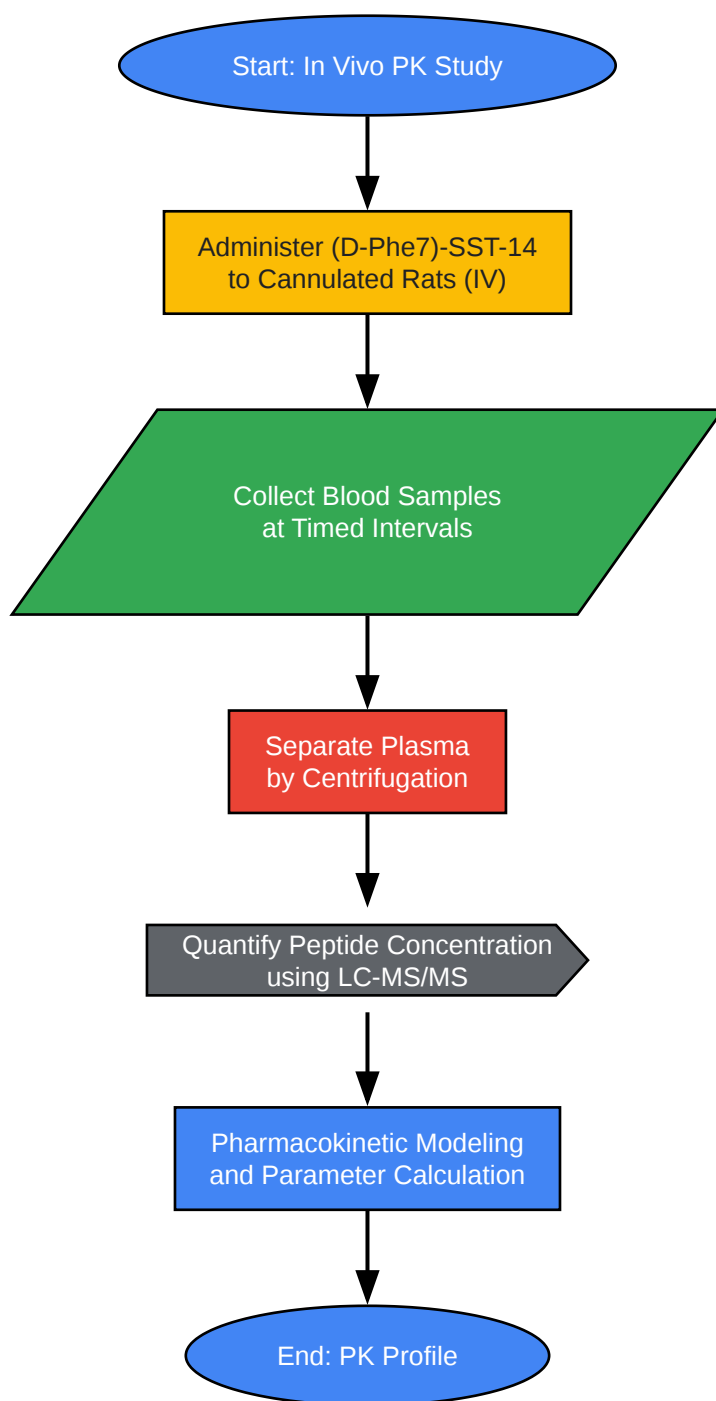 Start: In Vivo PK Study
Administer (D-Phe7)-SST-14
to Cannulated Rats (IV)
Collect Blood Samples
at Timed Intervals
Separate Plasma
by Centrifugation
Quantify Peptide Concentration
using LC-MS/MS
Pharmacokinetic Modeling
and Parameter Calculation
End: PK Profile